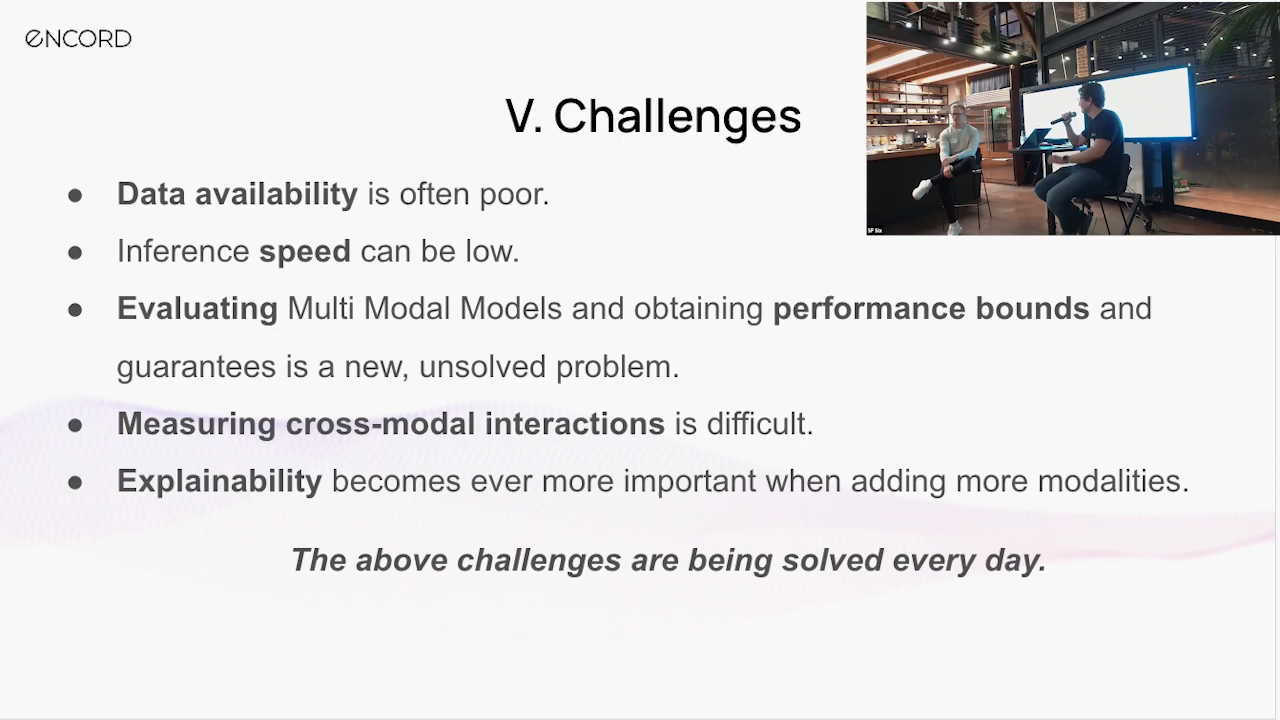 encord
V. Challenges
SF Six
● Data availability is often poor.
● Inference speed can be low.
● Evaluating Multi Modal Models and obtaining performance bounds and
guarantees is a new, unsolved problem.
● Measuring cross-modal interactions is difficult.
● Explainability becomes ever more important when adding more modalities.
The above challenges are being solved every day.